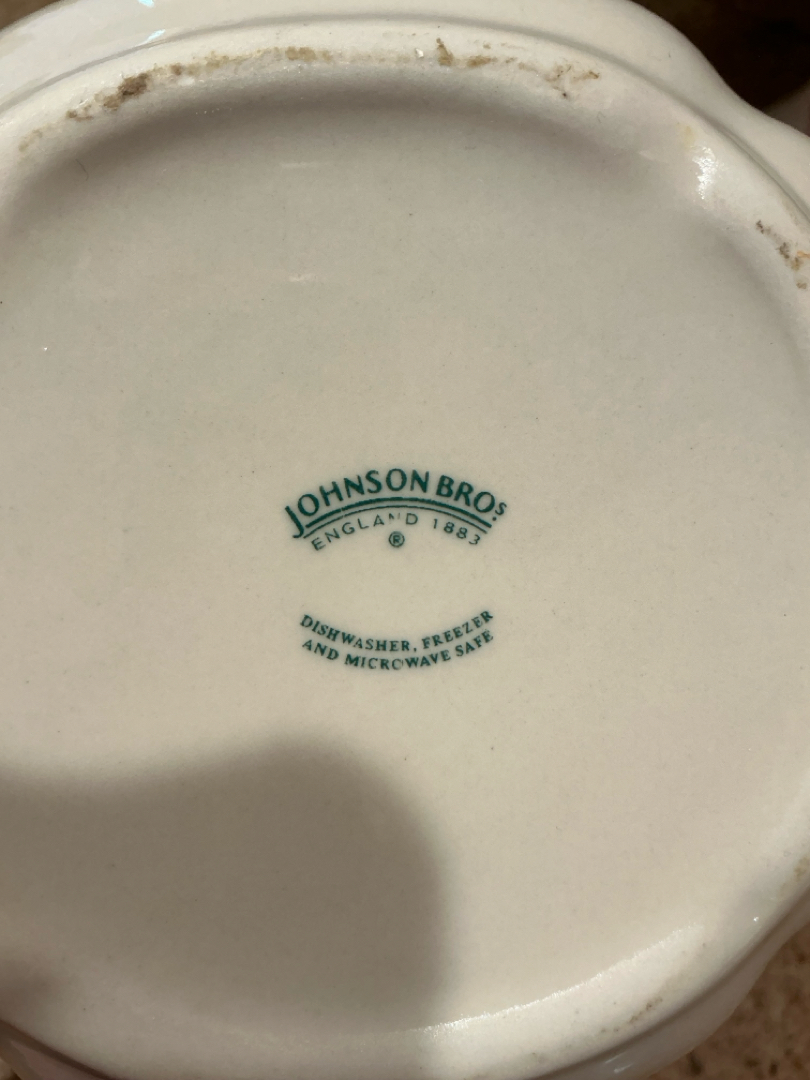 JOHNSON BROS
ENGLAND 1883
®
DISHWASHER, FREEZER
AND MICROWAVE SAFE